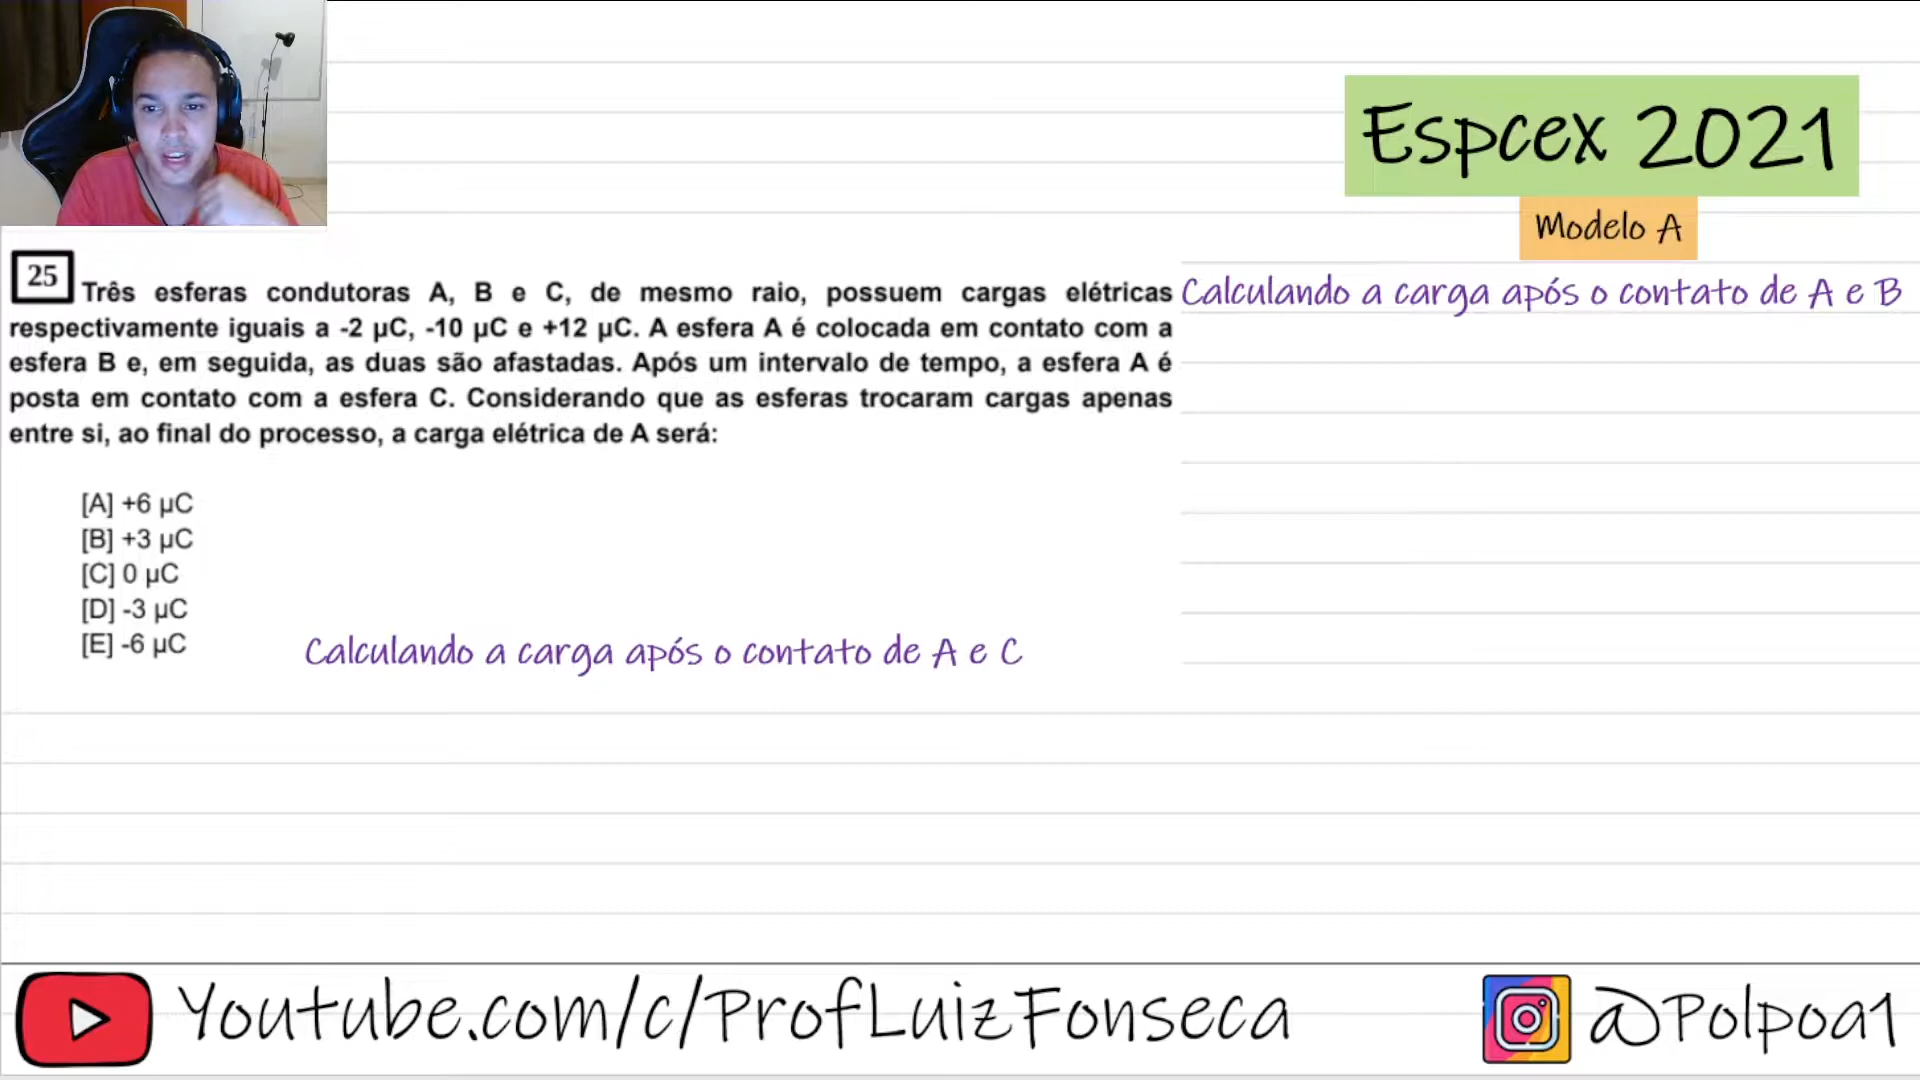 Espcex 2021
Modelo A
25
Três esferas condutoras A, B e C, de mesmo raio, possuem cargas elétricas
respectivamente iguais a -2 µC, -10 µC e +12 µC. A esfera A é colocada em contato com a
esfera B e, em seguida, as duas são afastadas. Após um intervalo de tempo, a esfera A é
posta em contato com a esfera C. Considerando que as esferas trocaram cargas apenas
entre si, ao final do processo, a carga elétrica de A será:
[A] +6 µC
[B] +3 µC
[C] 0 µC
[D] -3 µC
[E] -6 µC
Calculando a carga após o contato de A e B
Calculando a carga após o contato de A e C
Youtube.com/c/ProfLuizFonseca
@Polpoa1